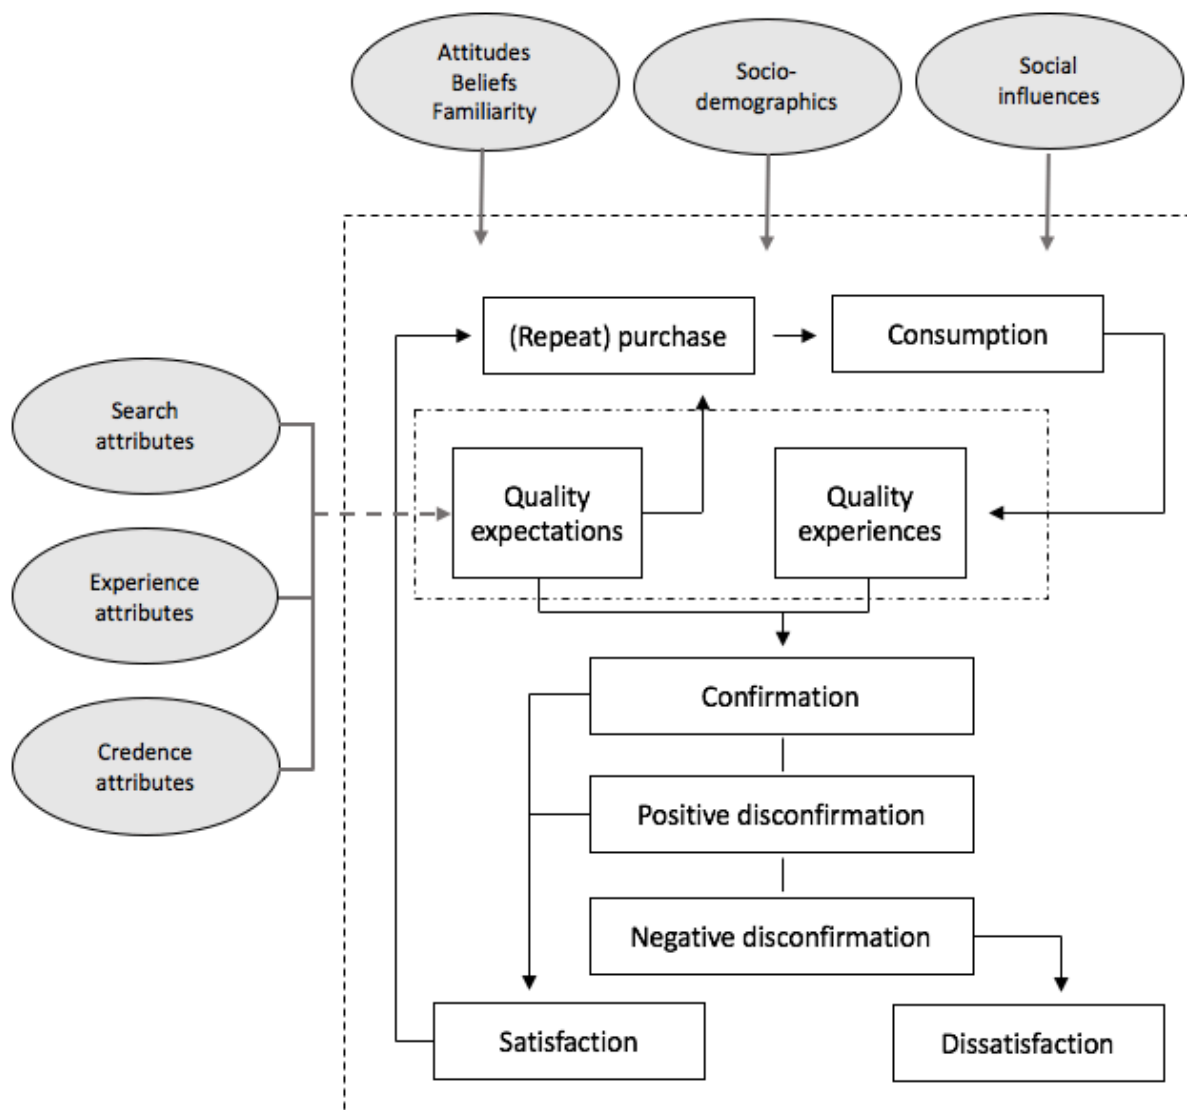 Attitudes
Beliefs
Familiarity
Socio-
demographics
Social
influences
(Repeat) purchase
Consumption
Search
attributes
Quality
expectations
Quality
experiences
Experience
attributes
Confirmation
Credence
attributes
Positive disconfirmation
Negative disconfirmation
Satisfaction
Dissatisfaction